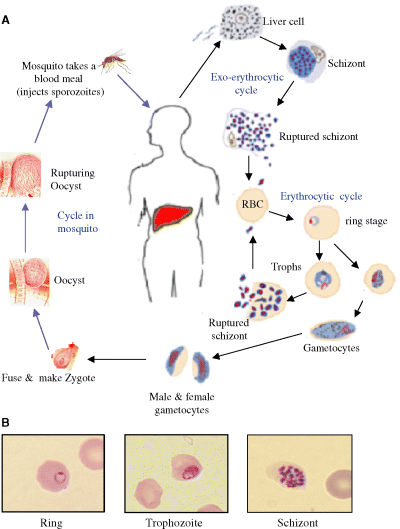 A
Liver cell
Mosquito takes a
blood meal
(injects sporozoites)
Schizont
Exo-erythrocytic
cycle
Ruptured schizont
Rupturing
Oocyst
RBC
Erythrocytic cycle
ring stage
Cycle in
mosquito
Trophs
Oocyst
Ruptured
schizont
Gametocytes
Fuse & make Zygote
Male & female
gametocytes
B
Ring
Trophozoite
Schizont